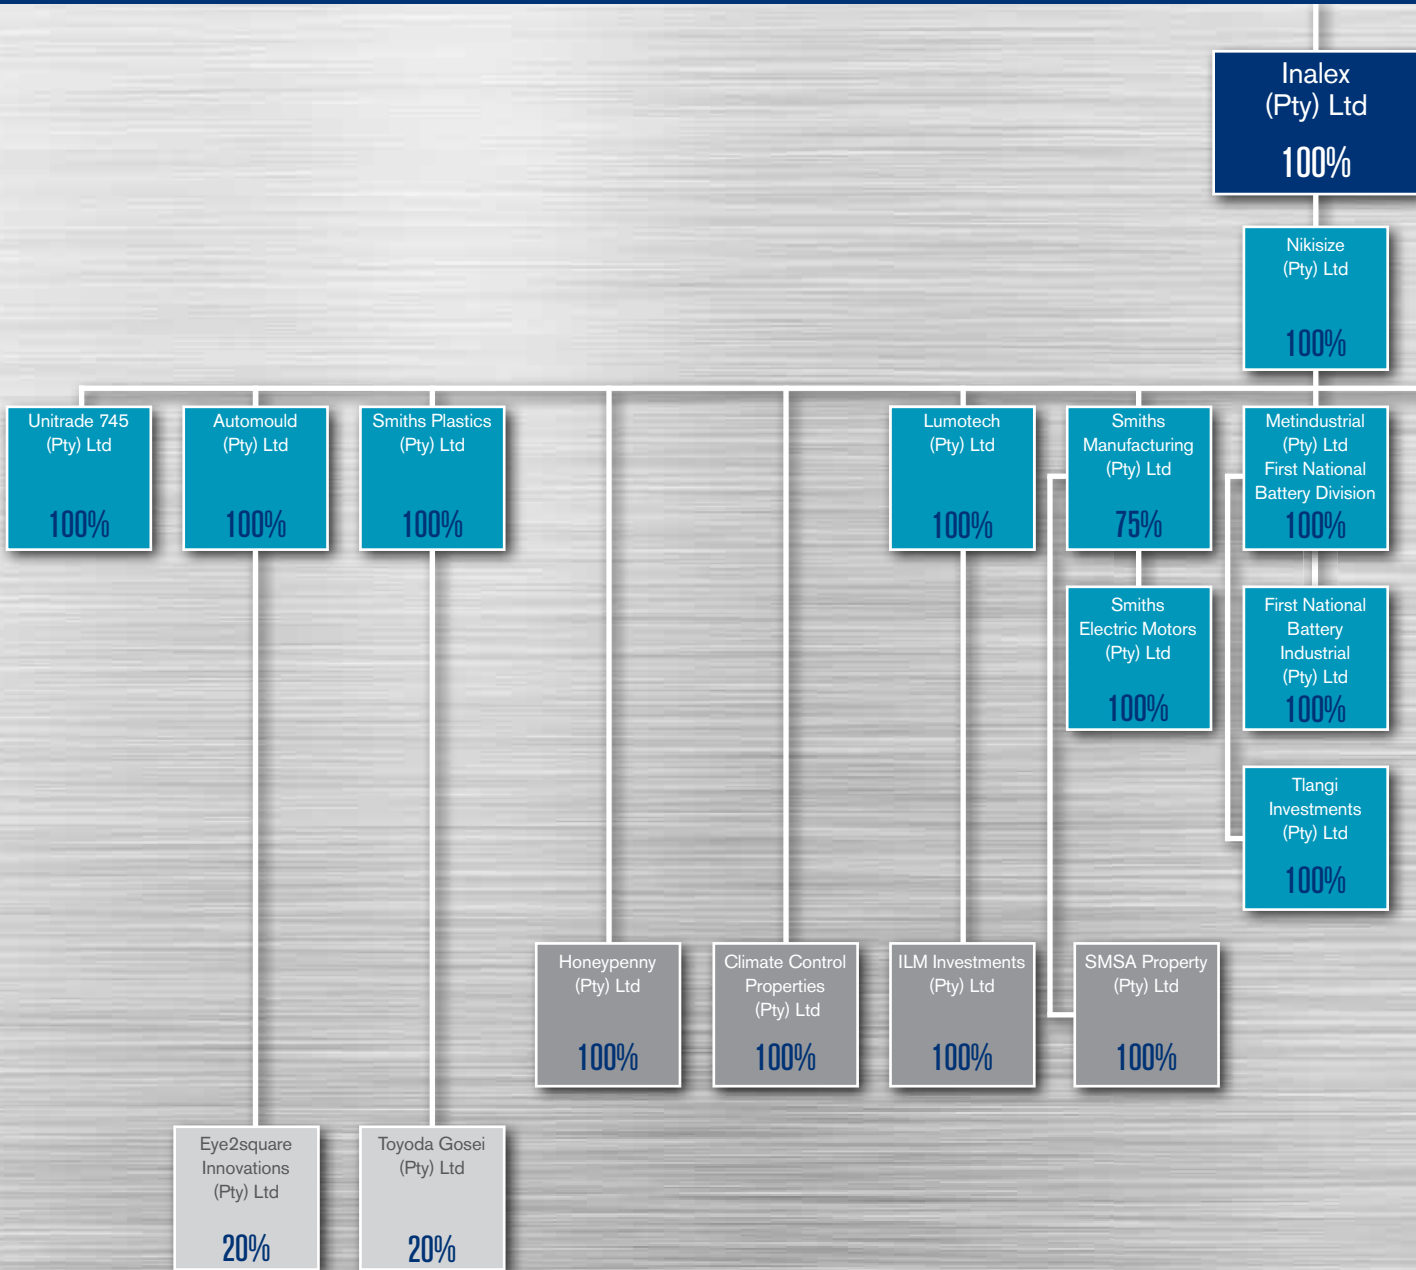 Inalex
(Pty) Ltd
100%
Nikisize
(Pty) Ltd
100%
Unitrade 745
(Pty) Ltd
100%
Automould
(Pty) Ltd
100%
Smiths Plastics
(Pty) Ltd
100%
Lumotech
(Pty) Ltd
100%
Smiths
Manufacturing
(Pty) Ltd
75%
Metindustrial
(Pty) Ltd
First National
Battery Division
100%
Smiths
Electric Motors
(Pty) Ltd
100%
First National
Battery
Industrial
(Pty) Ltd
100%
Tlangi
Investments
(Pty) Ltd
100%
Honeypenny
(Pty) Ltd
100%
Climate Control
Properties
(Pty) Ltd
100%
ILM Investments
(Pty) Ltd
100%
SMSA Property
(Pty) Ltd
100%
Eye2square
Innovations
(Pty) Ltd
20%
Toyoda Gosei
(Pty) Ltd
20%